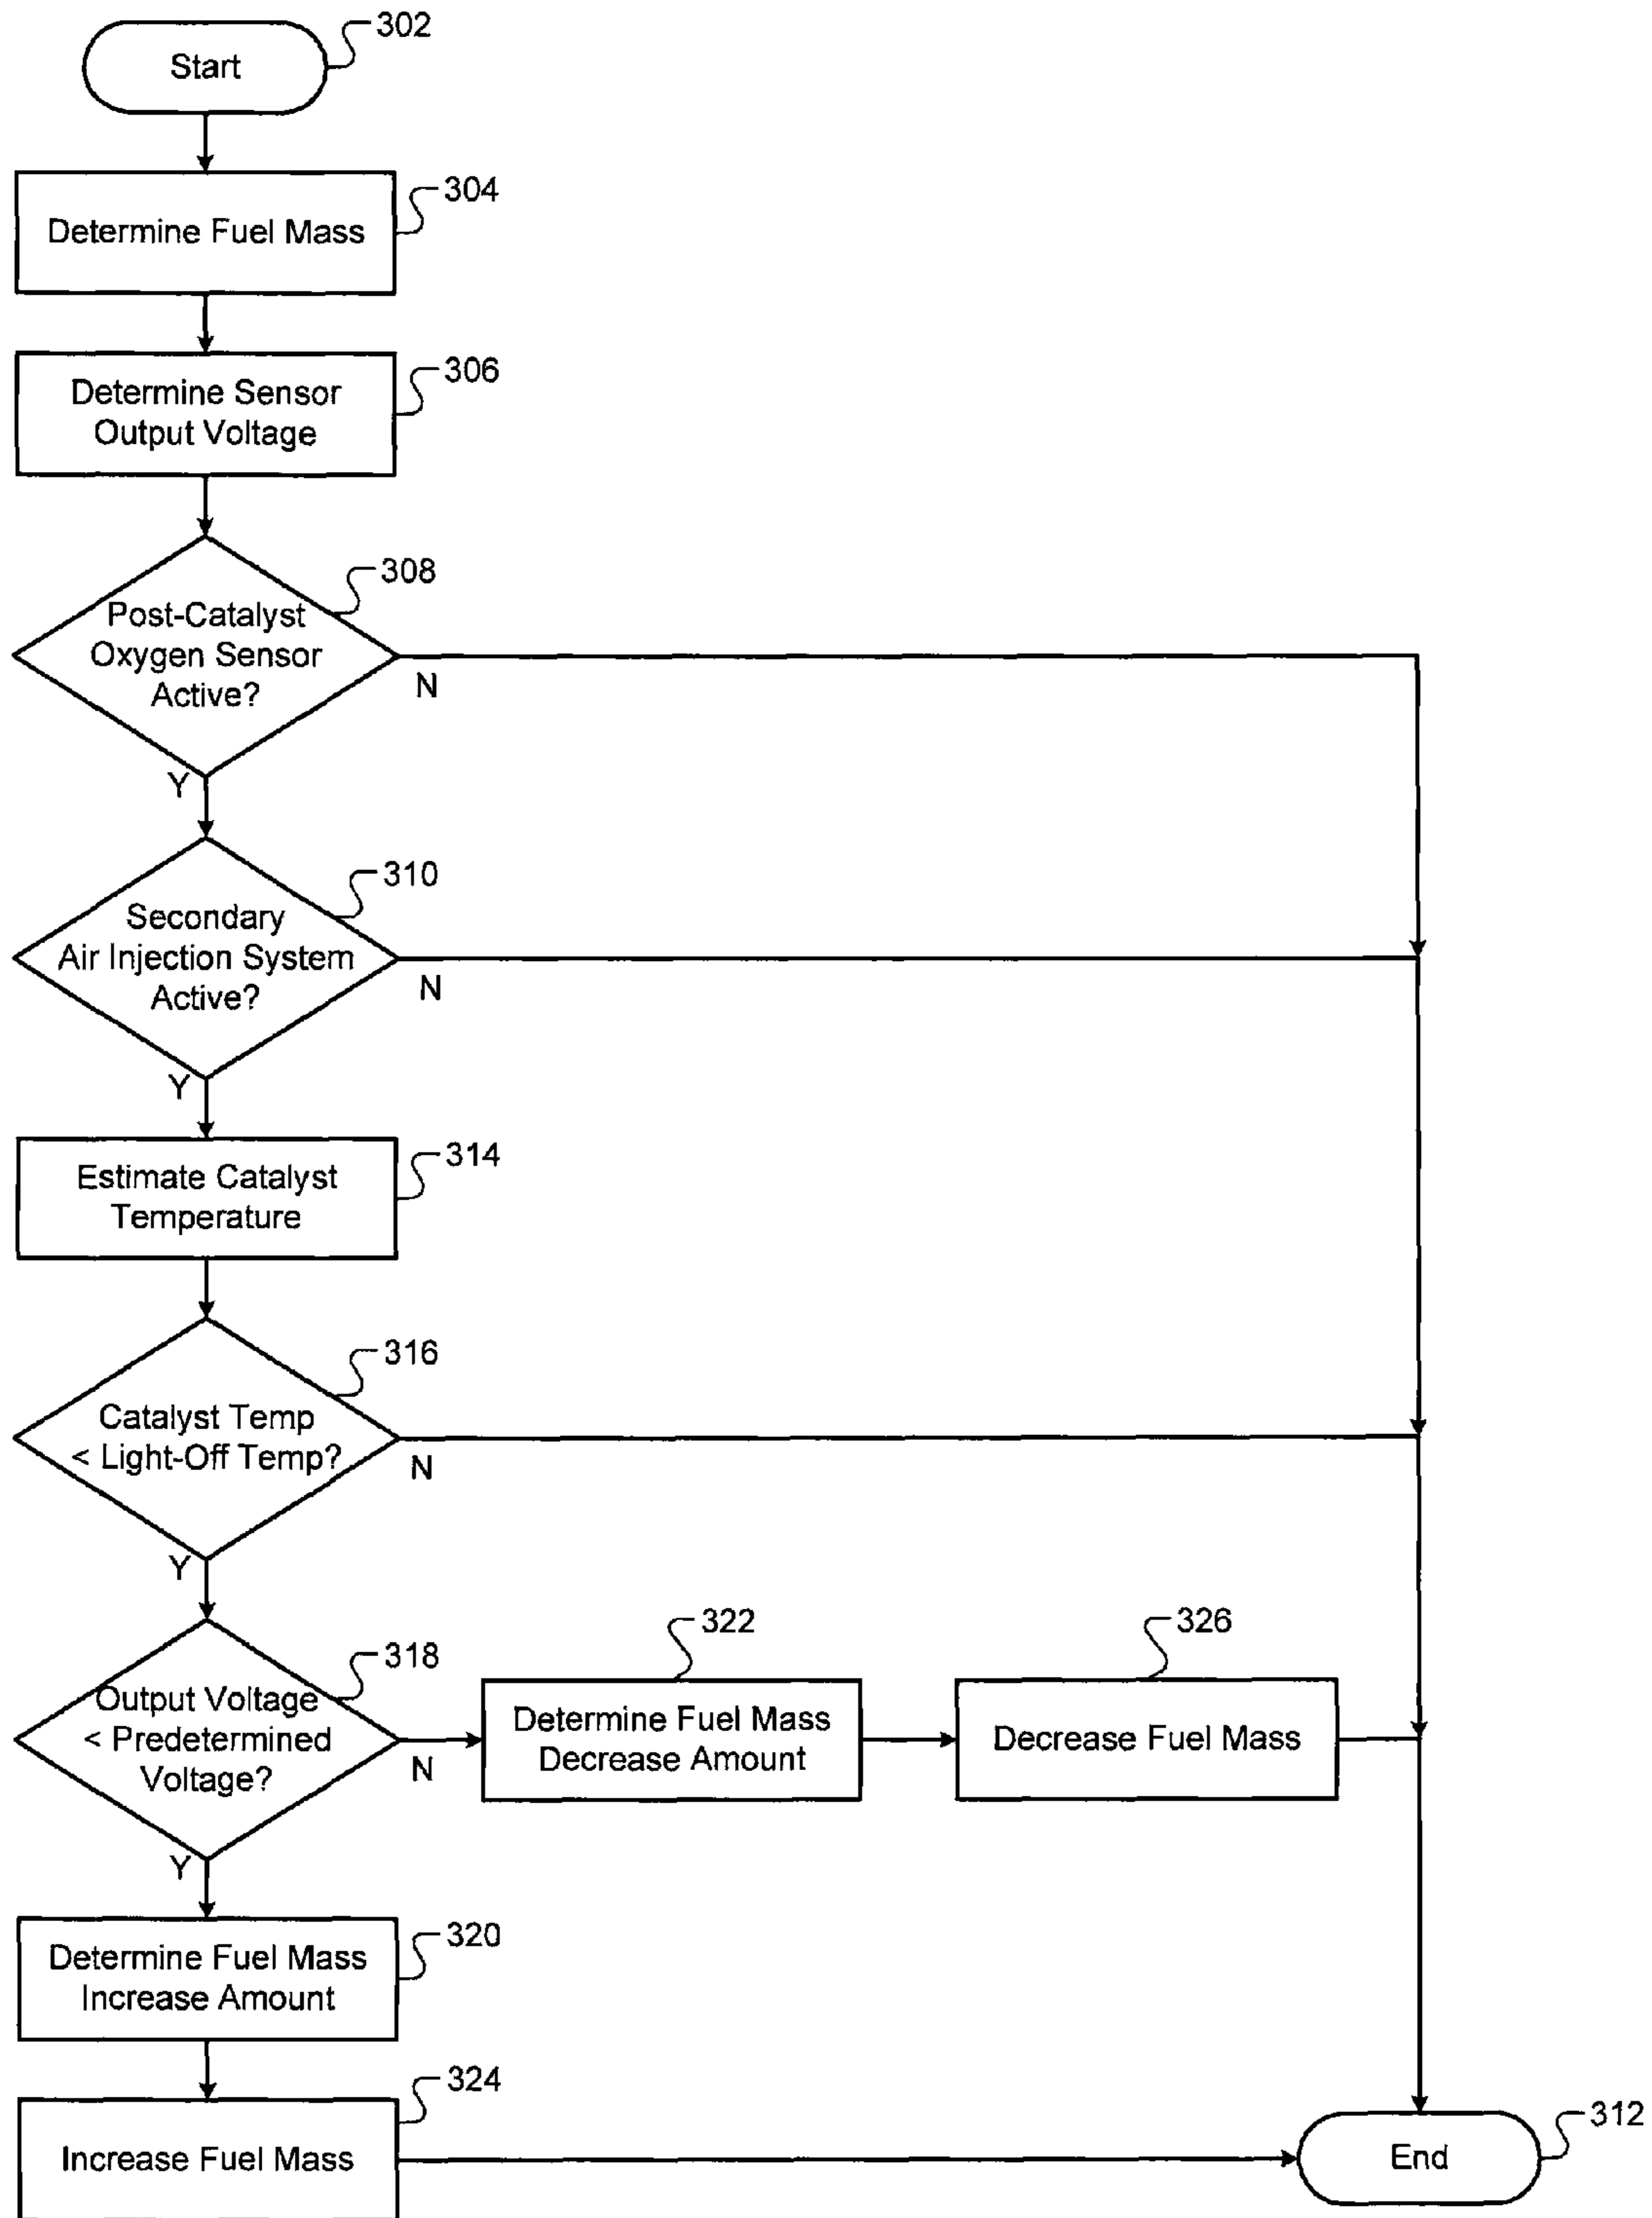 302
Start
304
Determine Fuel Mass
306
Determine Sensor
Output Voltage
308
Post-Catalyst
Oxygen Sensor
Active?
N
Y
310
Secondary
Air Injection System
Active?
N
Y
314
Estimate Catalyst
Temperature
316
Catalyst Temp
< Light-Off Temp?
N
Y
318
Output Voltage
< Predetermined
Voltage?
N
Y
322
Determine Fuel Mass
Decrease Amount
326
Decrease Fuel Mass
320
Determine Fuel Mass
Increase Amount
324
Increase Fuel Mass
312
End